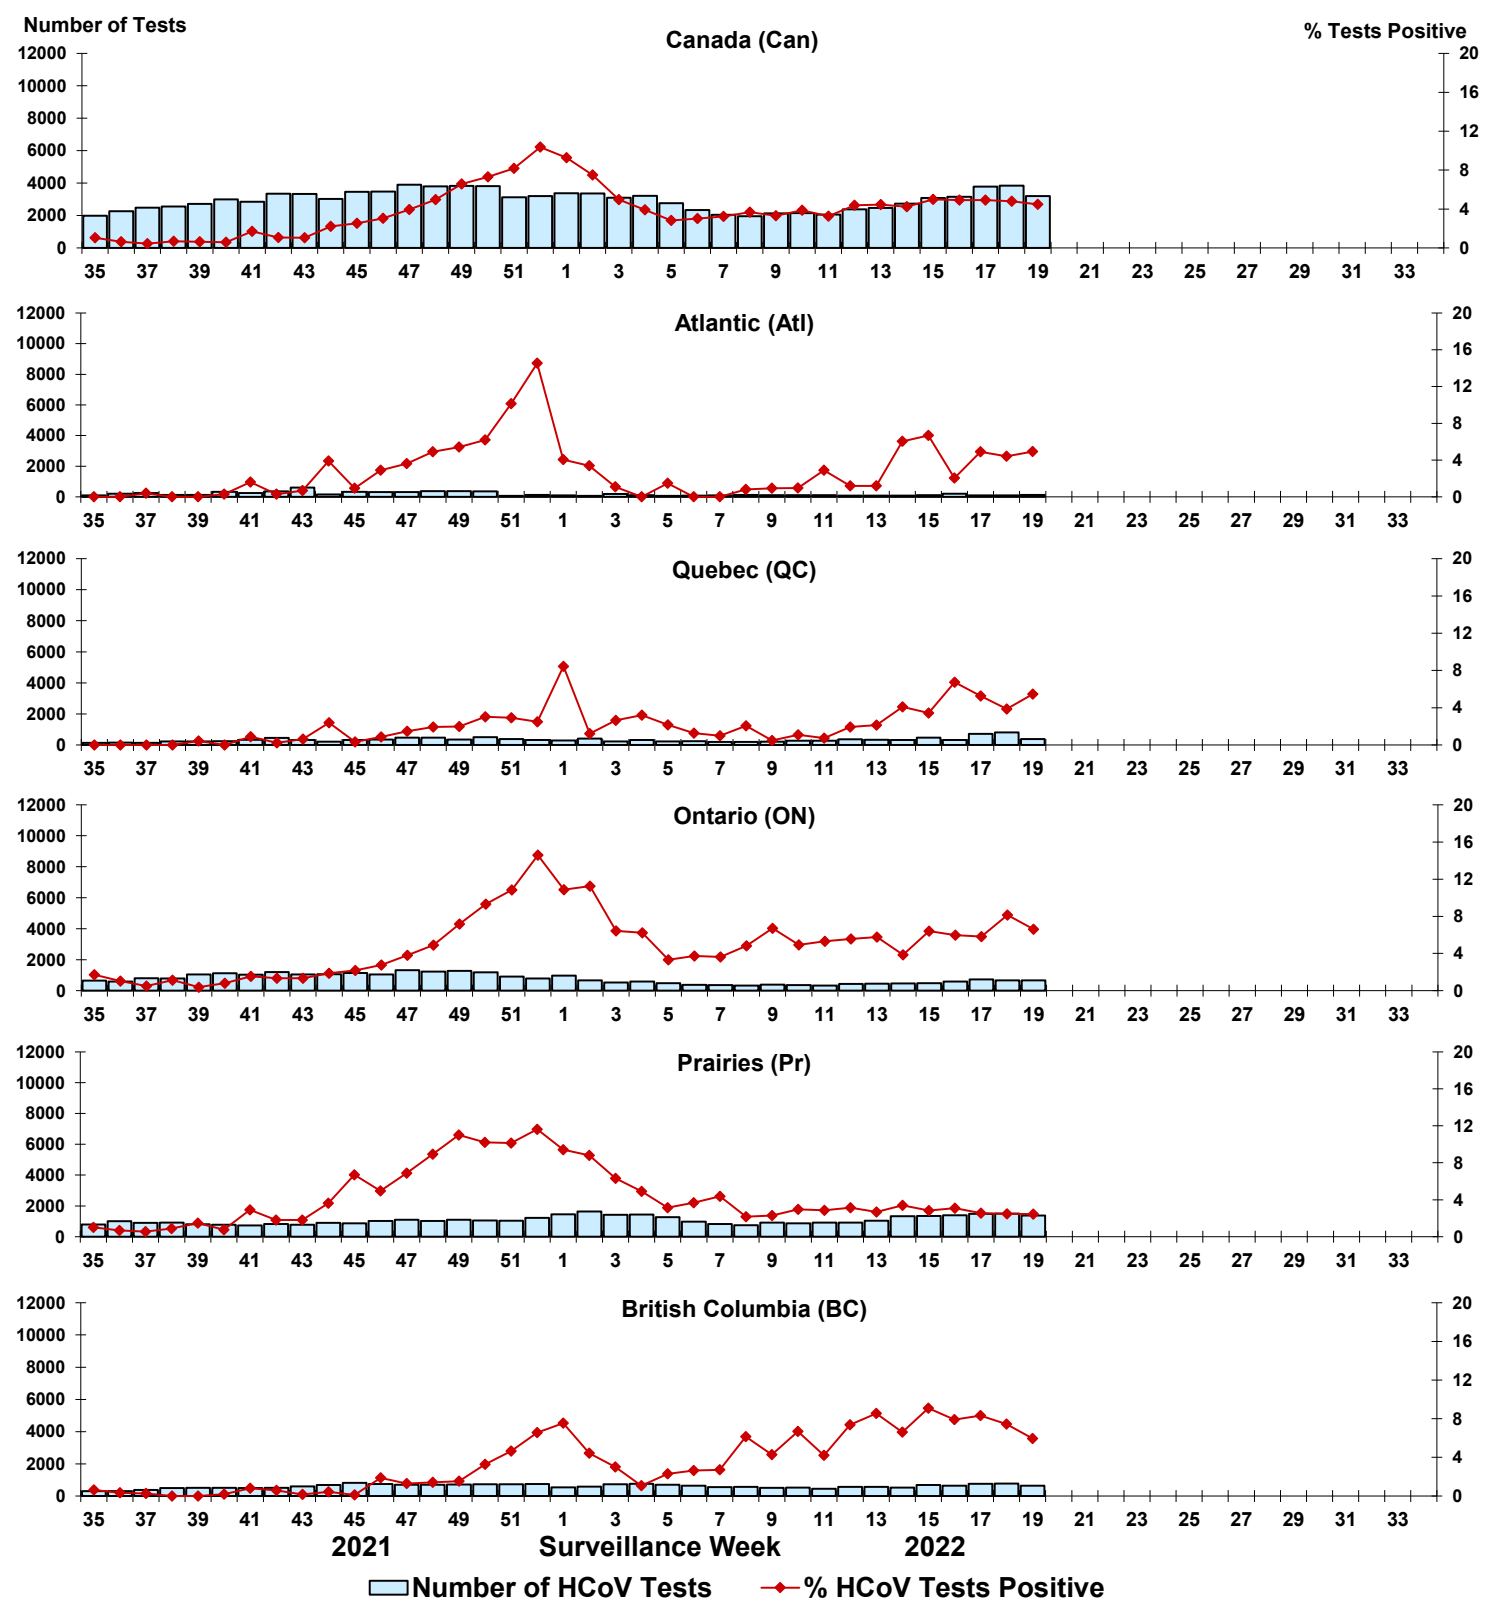 Number of Tests
% Tests Positive
Canada (Can)
12000 20
10000 16
8000 12
6000
4000 8
2000 4
0 0
35 37 39 41 43 45 47 49 51 1 3 5 7 9 11 13 15 17 19 21 23 25 27 29 31 33
Atlantic (Atl)
12000 20
10000 16
8000 12
6000
4000 8
2000 4
0 0
35 37 39 41 43 45 47 49 51 1 3 5 7 9 11 13 15 17 19 21 23 25 27 29 31 33
Quebec (QC)
12000 20
10000 16
8000 12
6000
4000 8
2000 4
0 0
35 37 39 41 43 45 47 49 51 1 3 5 7 9 11 13 15 17 19 21 23 25 27 29 31 33
Ontario (ON)
12000 20
10000 16
8000 12
6000
4000 8
2000 4
0 0
35 37 39 41 43 45 47 49 51 1 3 5 7 9 11 13 15 17 19 21 23 25 27 29 31 33
Prairies (Pr)
12000 20
10000 16
8000 12
6000
4000 8
2000 4
0 0
35 37 39 41 43 45 47 49 51 1 3 5 7 9 11 13 15 17 19 21 23 25 27 29 31 33
British Columbia (BC)
12000 20
10000 16
8000 12
6000
4000 8
2000 4
0 0
35 37 39 41 43 45 47 49 51 1 3 5 7 9 11 13 15 17 19 21 23 25 27 29 31 33
2021 Surveillance Week 2022
Number of HCoV Tests % HCoV Tests Positive